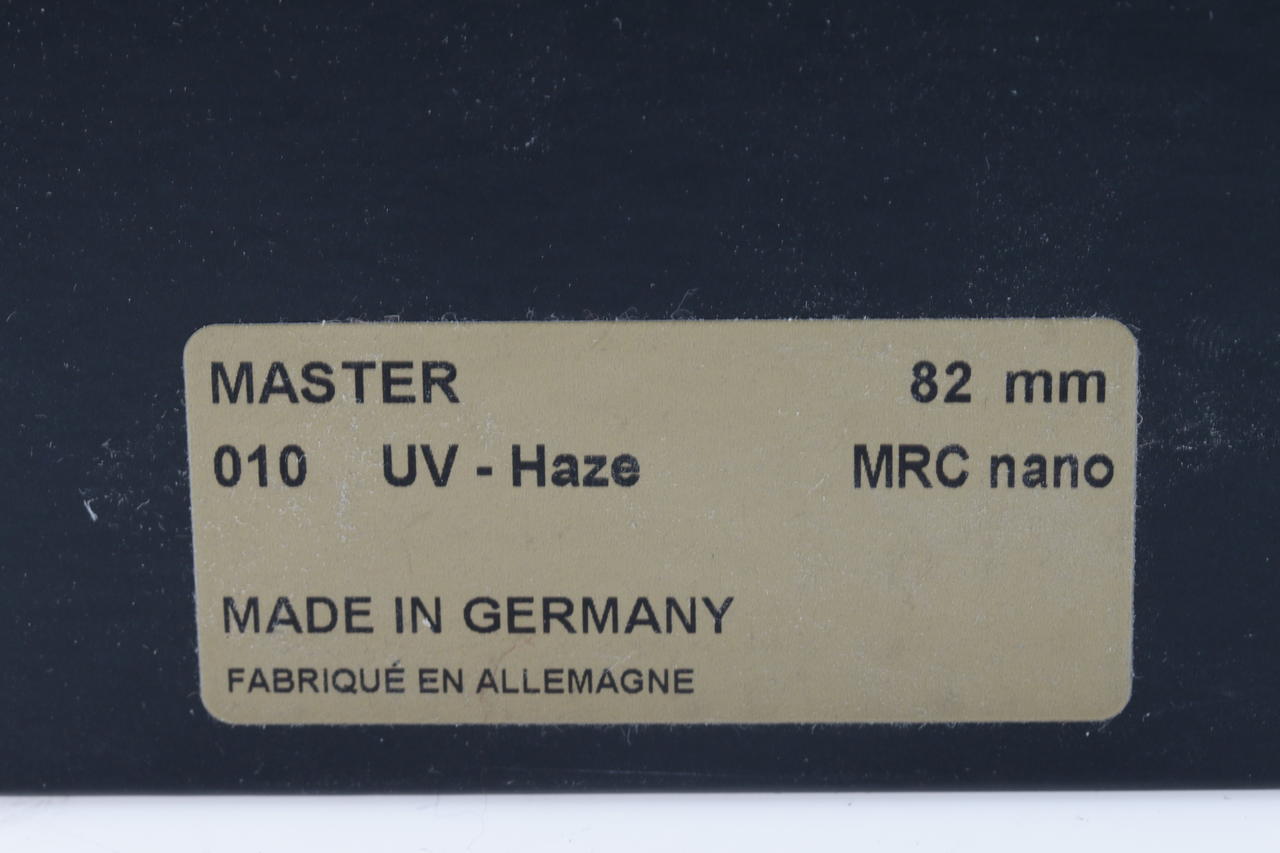 MASTER 82 mm
010 UV - Haze MRC nano
MADE IN GERMANY
FABRIQUÉ EN ALLEMAGNE